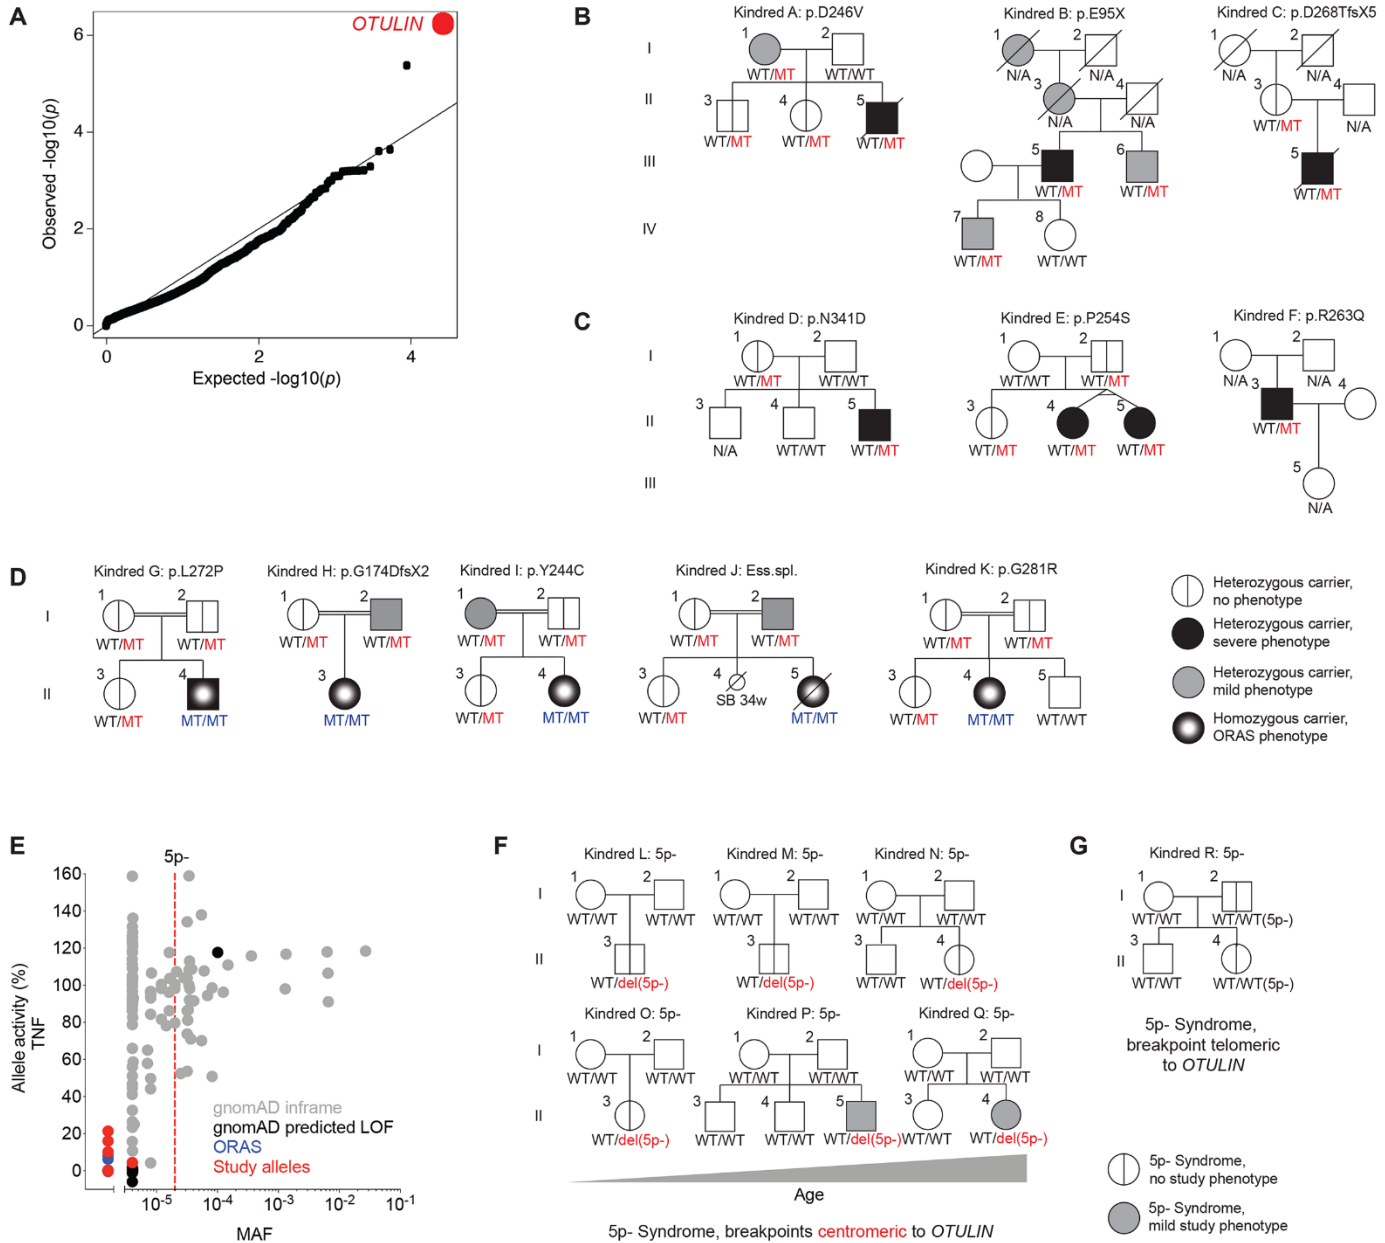 A
OTULIN
6
4
2
0
0
2
4
Observed -log10(p)
Expected -log10(p)
B
Kindred A: p.D246V
Kindred B: p.E95X
Kindred C: p.D268TfsX5
I
II
III
IV
1
2
WT/MT
WT/WT
3
4
5
WT/MT
WT/MT
WT/MT
1
2
N/A
N/A
3
4
N/A
5
6
WT/MT
WT/MT
7
8
WT/MT
WT/WT
1
2
N/A
N/A
3
4
WT/MT
N/A
5
WT/MT
C
Kindred D: p.N341D
Kindred E: p.P254S
Kindred F: p.R263Q
I
II
III
1
2
WT/MT
WT/WT
3
4
5
N/A
WT/WT
WT/MT
1
2
WT/WT
WT/MT
3
4
5
WT/MT
WT/MT
WT/MT
1
2
N/A
N/A
3
4
WT/MT
5
N/A
D
Kindred G: p.L272P
Kindred H: p.G174DfsX2
Kindred I: p.Y244C
Kindred J: Ess.spl.
Kindred K: p.G281R
I
II
1
2
WT/MT
WT/MT
3
4
WT/MT
MT/MT
1
2
WT/MT
WT/MT
3
MT/MT
1
2
WT/MT
WT/MT
3
4
WT/MT
MT/MT
1
2
WT/MT
WT/MT
3
4
5
WT/MT
SB 34w
MT/MT
1
2
WT/MT
WT/MT
3
4
5
WT/MT
MT/MT
WT/WT
Heterozygous carrier,
no phenotype
Heterozygous carrier,
severe phenotype
Heterozygous carrier,
mild phenotype
Homozygous carrier,
ORAS phenotype
E
5p-
160
140
120
100
80
60
40
20
0
Allele activity (%)
TNF
gnomAD inframe
gnomAD predicted LOF
ORAS
Study alleles
10-5
10-4
10-3
10-2
10-1
MAF
F
Kindred L: 5p-
Kindred M: 5p-
Kindred N: 5p-
I
II
1
2
WT/WT
WT/WT
3
WT/del(5p-)
1
2
WT/WT
WT/WT
3
WT/del(5p-)
1
2
WT/WT
WT/WT
3
4
WT/WT
WT/del(5p-)
Kindred O: 5p-
Kindred P: 5p-
Kindred Q: 5p-
I
II
1
2
WT/WT
WT/WT
3
WT/del(5p-)
1
2
WT/WT
WT/WT
3
4
5
WT/WT
WT/WT
WT/del(5p-)
1
2
WT/WT
WT/WT
3
4
WT/WT
WT/del(5p-)
Age
5p- Syndrome, breakpoints centromeric to OTULIN
G
Kindred R: 5p-
I
II
1
2
WT/WT
WT/WT(5p-)
3
4
WT/WT
WT/WT(5p-)
5p- Syndrome,
breakpoint telomeric
to OTULIN
5p- Syndrome,
no study phenotype
5p- Syndrome,
mild study phenotype